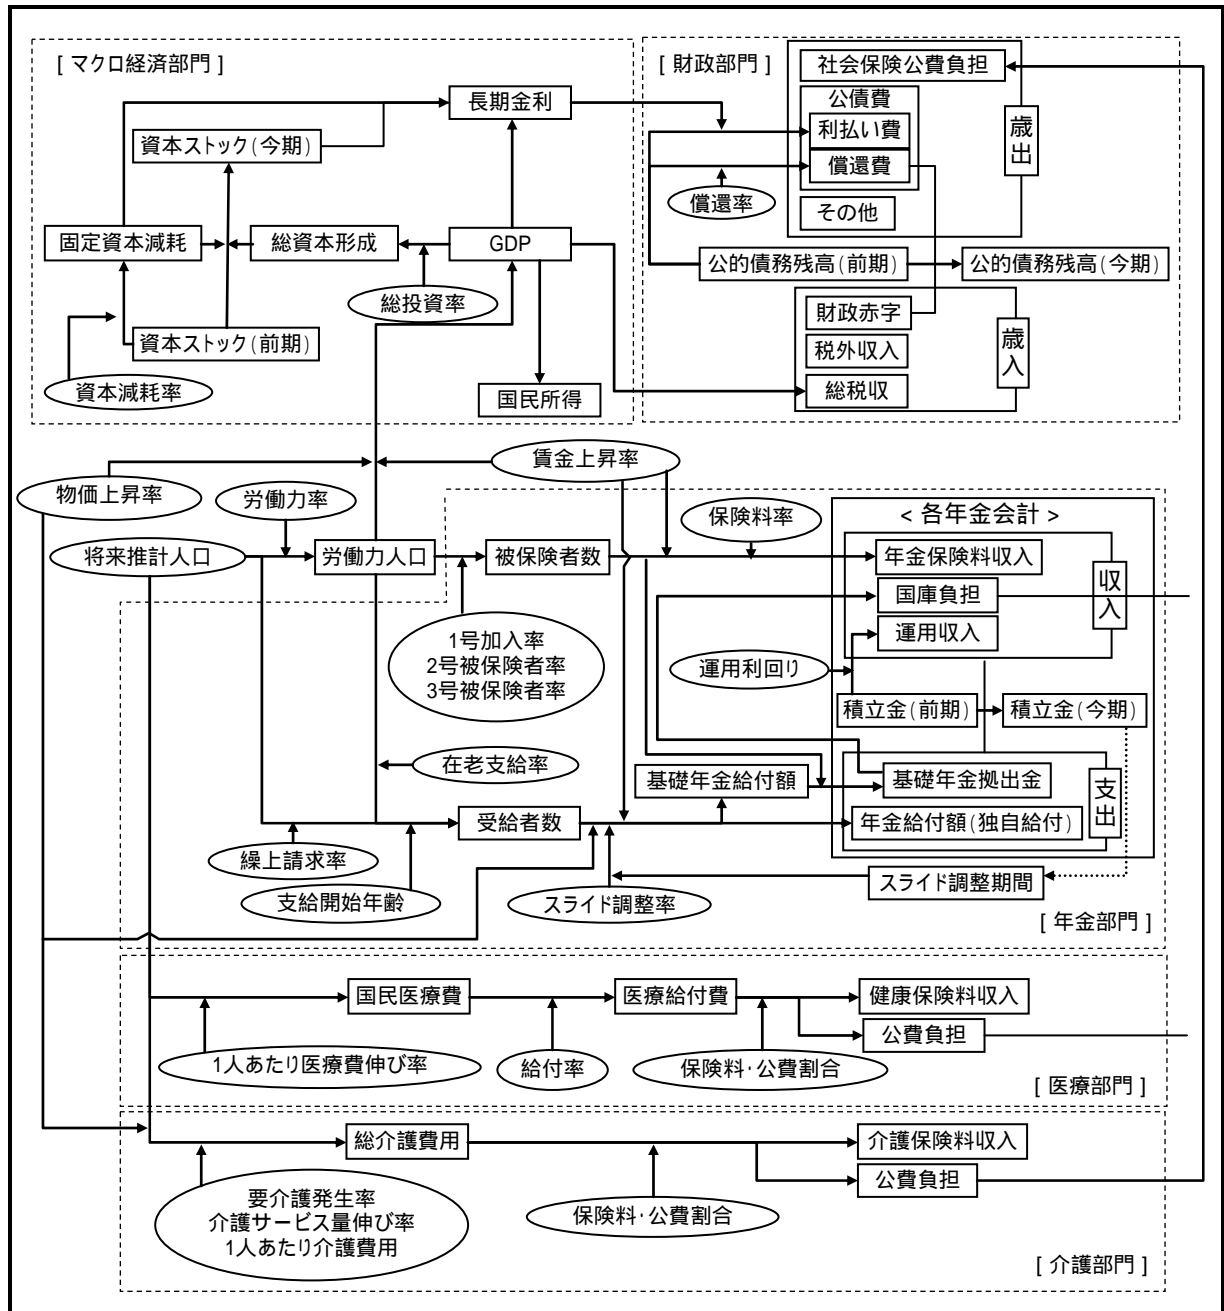 [ マクロ経済部門 ]
長期金利
資本ストック(今期)
固定資本減耗
総資本形成
GDP
総投資率
資本ストック(前期)
資本減耗率
国民所得
[ 財政部門 ]
社会保険公費負担
公債費
利払い費
償還費
歳出
償還率
その他
公的債務残高(前期)
公的債務残高(今期)
財政赤字
税外収入
総税収
歳入
賃金上昇率
物価上昇率
労働力率
保険料率
< 各年金会計 >
将来推計人口
労働力人口
被保険者数
年金保険料収入
国庫負担
運用収入
収入
1号加入率
2号被保険者率
3号被保険者率
運用利回り
積立金(前期)
積立金(今期)
在老支給率
基礎年金給付額
基礎年金拠出金
支出
受給者数
年金給付額(独自給付)
繰上請求率
支給開始年齢
スライド調整率
スライド調整期間
[ 年金部門 ]
国民医療費
医療給付費
健康保険料収入
公費負担
1人あたり医療費伸び率
給付率
保険料・公費割合
[ 医療部門 ]
総介護費用
介護保険料収入
公費負担
要介護発生率
介護サービス量伸び率
1人あたり介護費用
保険料・公費割合
[ 介護部門 ]